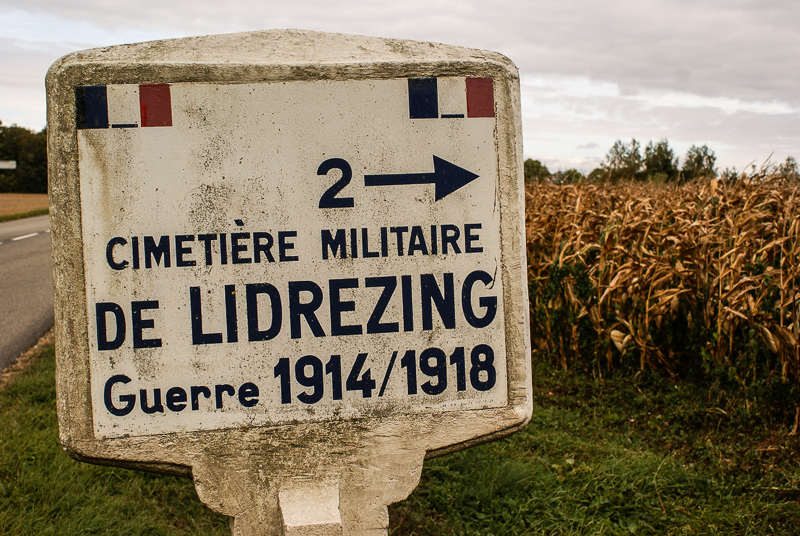 2 →
CIMETIÈRE MILITAIRE
DE LIDREZING
Guerre 1914/1918